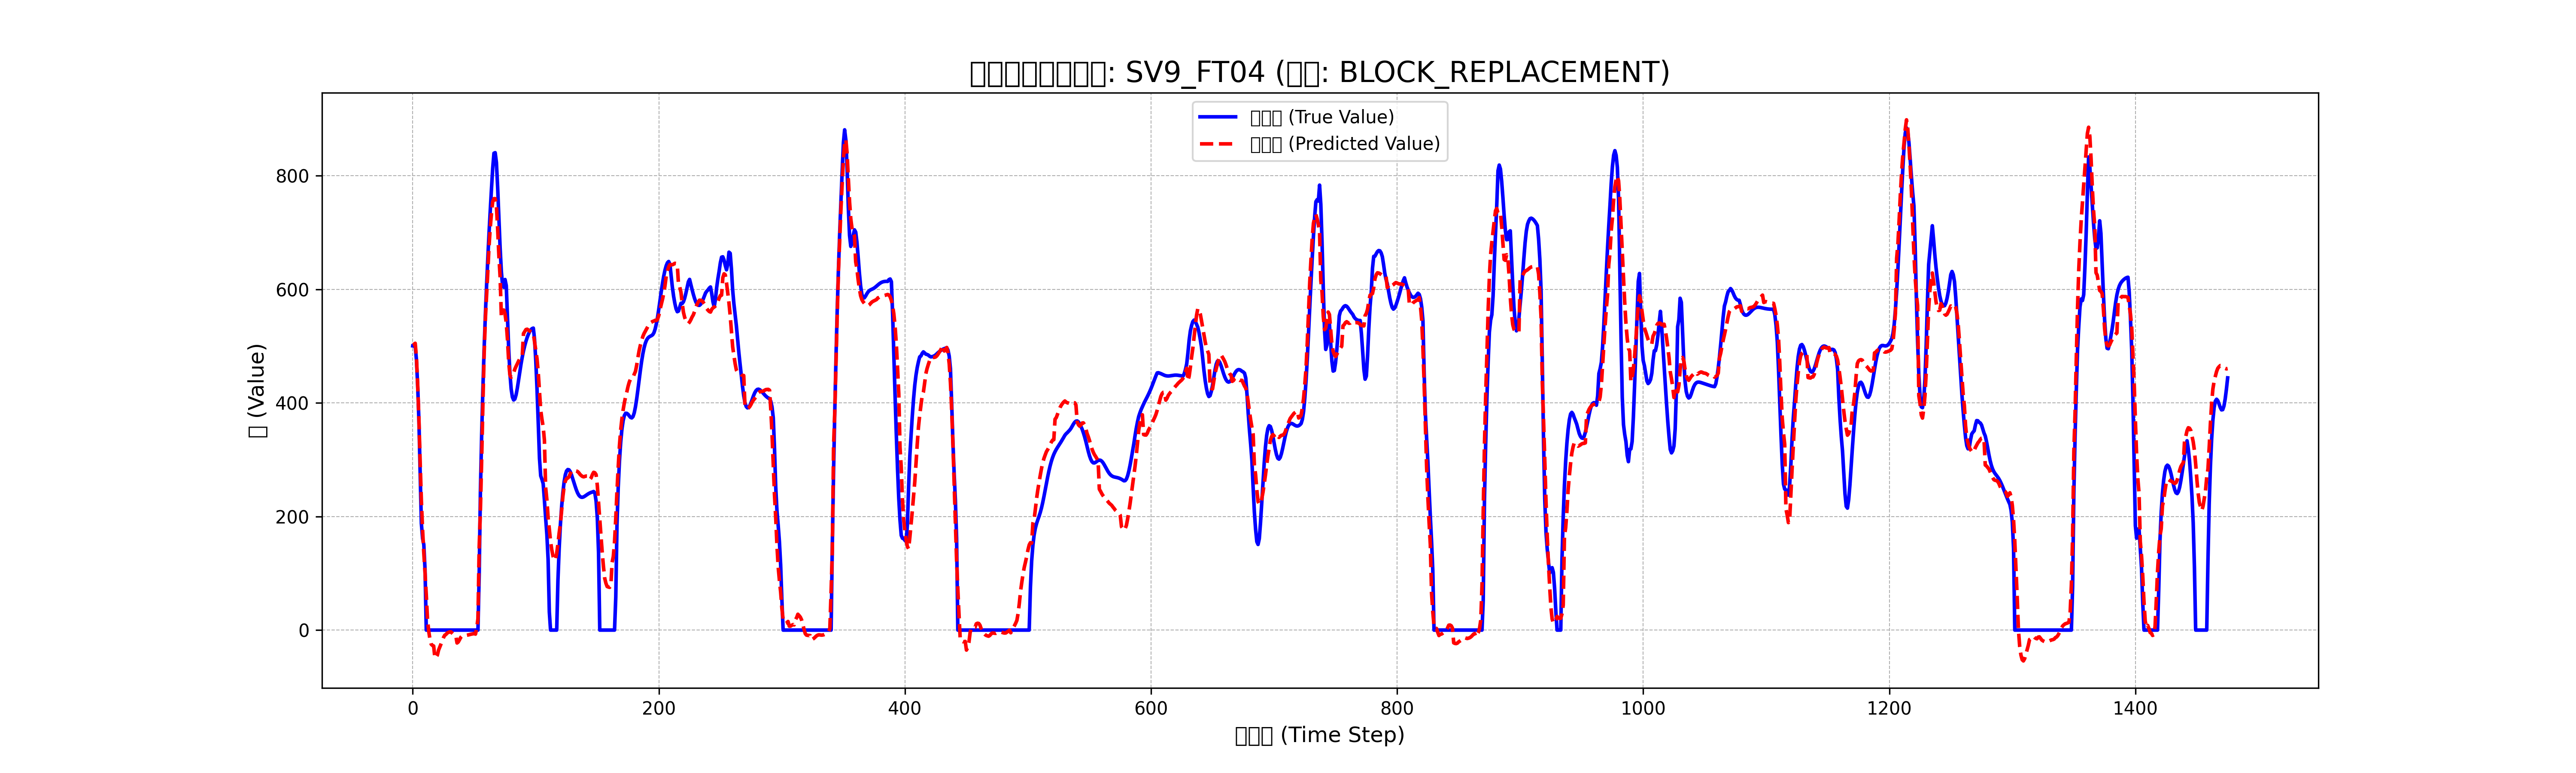 SV9_FT04 ( : BLOCK_REPLACEMENT)
(True Value)
(Predicted Value)
(Value)
800
600
400
200
0
0 200 400 600 800 1000 1200 1400
(Time Step)